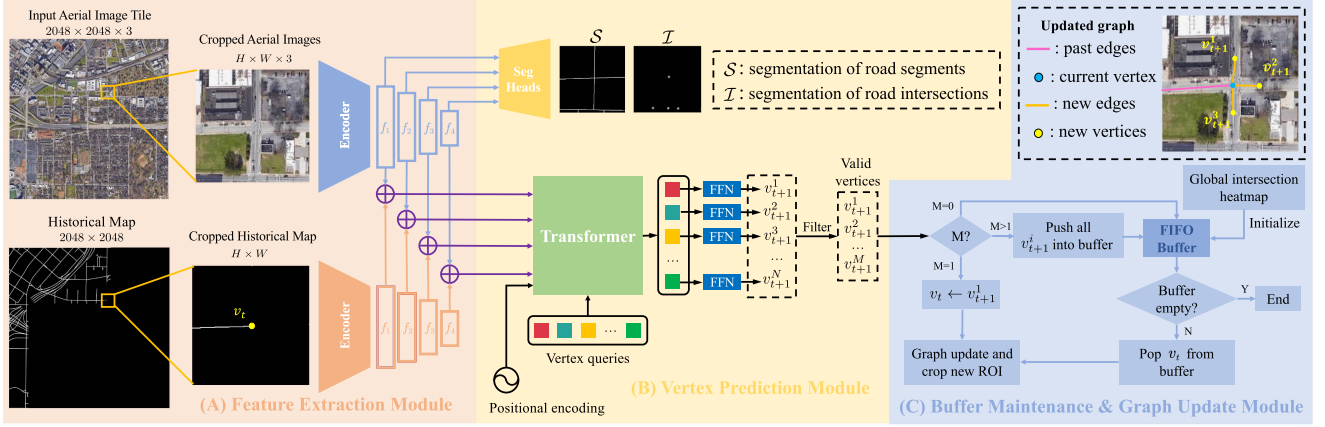 Input Aerial Image Tile
2048 × 2048 × 3
Cropped Aerial Images
H × W × 3
Encoder
f₁
f₂
f₃
f₄
Historical Map
2048 × 2048
Cropped Historical Map
H × W
vₜ
Encoder
f₁
f₂
f₃
f₄
(A) Feature Extraction Module
Seg
Heads
𝒮
ℐ
𝒮 : segmentation of road segments
ℐ : segmentation of road intersections
Transformer
Vertex queries
...
Positional encoding
...
FFN
FFN
FFN
FFN
v¹ₜ₊₁
v²ₜ₊₁
v³ₜ₊₁
...
vᴺₜ₊₁
Filter
Valid
vertices
v¹ₜ₊₁
v²ₜ₊₁
...
vᴹₜ₊₁
(B) Vertex Prediction Module
Updated graph
: past edges
: current vertex
: new edges
: new vertices
v¹ₜ₊₁
v²ₜ₊₁
v³ₜ₊₁
Global intersection
heatmap
Initialize
M=0
M?
M>1
Push all
vⁱₜ₊₁ into buffer
FIFO
Buffer
M=1
vₜ ← v¹ₜ₊₁
Buffer
empty?
Y
End
N
Graph update and
crop new ROI
Pop vₜ from
buffer
(C) Buffer Maintenance & Graph Update Module